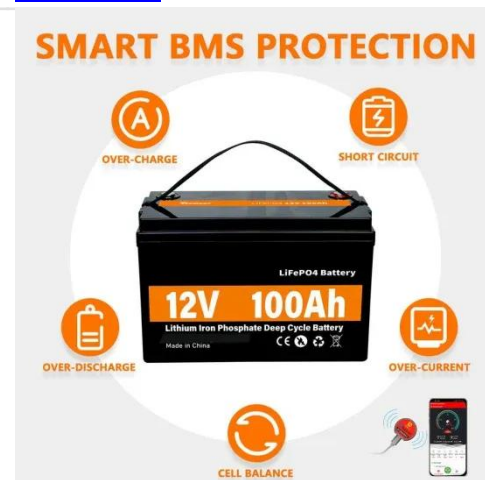 SMART BMS PROTECTION
OVER-CHARGE
SHORT CIRCUIT
LiFePO4 Battery
12V 100Ah
Lithium Iron Phosphate Deep Cycle Battery
Made in China
CE
OVER-DISCHARGE
OVER-CURRENT
CELL BALANCE